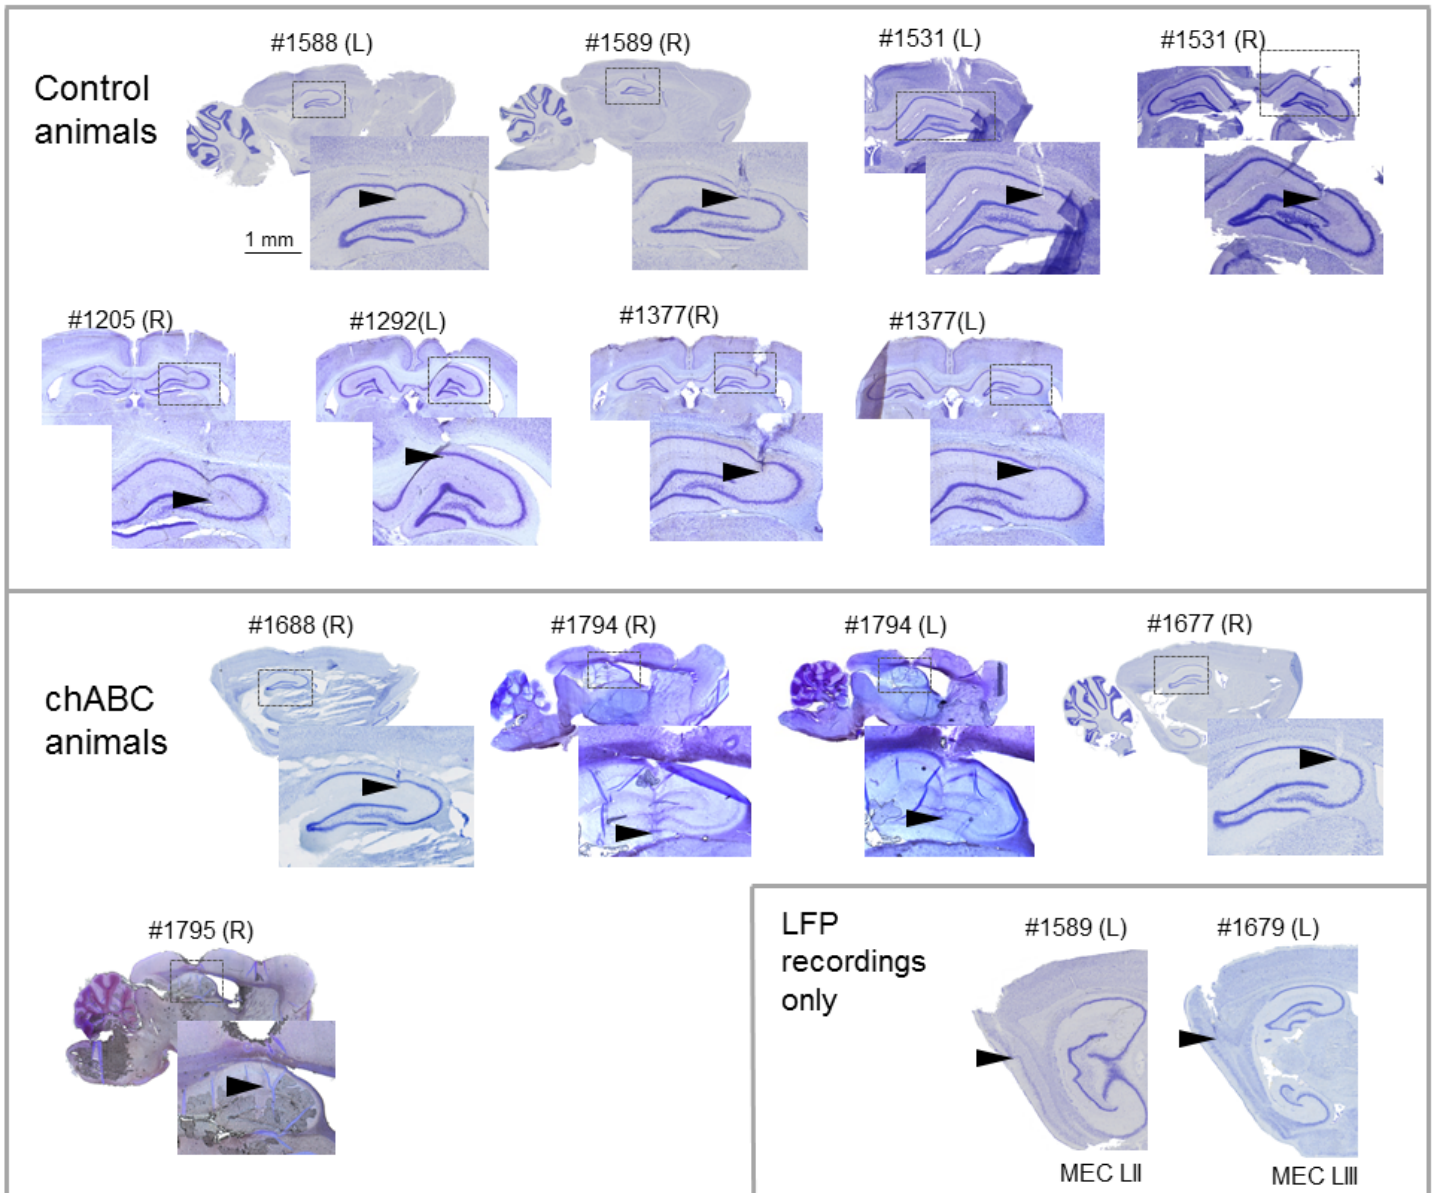 Control
animals
#1588 (L)
#1589 (R)
#1531 (L)
#1531 (R)
1 mm
#1205 (R)
#1292(L)
#1377(R)
#1377(L)
chABC
animals
#1688 (R)
#1794 (R)
#1794 (L)
#1677 (R)
#1795 (R)
LFP
recordings
only
#1589 (L)
#1679 (L)
MEC LII
MEC LIII